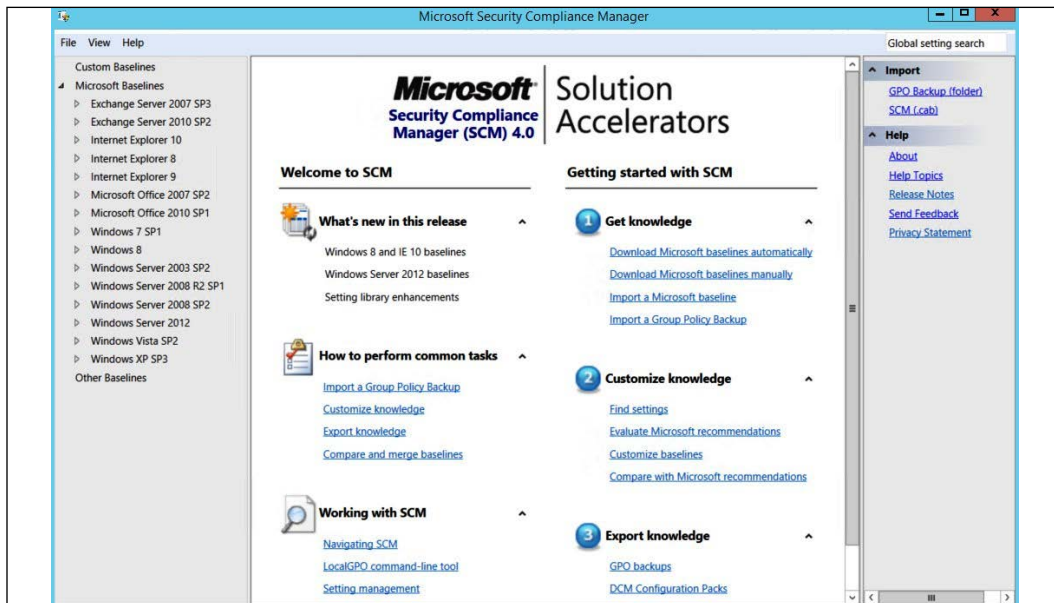 Microsoft Security Compliance Manager
File View Help
Global setting search
Custom Baselines
Microsoft Baselines
Exchange Server 2007 SP3
Exchange Server 2010 SP2
Internet Explorer 10
Internet Explorer 8
Internet Explorer 9
Microsoft Office 2007 SP2
Microsoft Office 2010 SP1
Windows 7 SP1
Windows 8
Windows Server 2003 SP2
Windows Server 2008 R2 SP1
Windows Server 2008 SP2
Windows Server 2012
Windows Vista SP2
Windows XP SP3
Other Baselines
Microsoft
Security Compliance
Manager (SCM) 4.0
Solution
Accelerators
Welcome to SCM
What's new in this release
Windows 8 and IE 10 baselines
Windows Server 2012 baselines
Setting library enhancements
How to perform common tasks
Import a Group Policy Backup
Customize knowledge
Export knowledge
Compare and merge baselines
Working with SCM
Navigating SCM
LocalGPO command-line tool
Setting management
Getting started with SCM
1 Get knowledge
Download Microsoft baselines automatically
Download Microsoft baselines manually
Import a Microsoft baseline
Import a Group Policy Backup
2 Customize knowledge
Find settings
Evaluate Microsoft recommendations
Customize baselines
Compare with Microsoft recommendations
3 Export knowledge
GPO backups
DCM Configuration Packs
Import
GPO Backup (folder)
SCM (.cab)
Help
About
Help Topics
Release Notes
Send Feedback
Privacy Statement